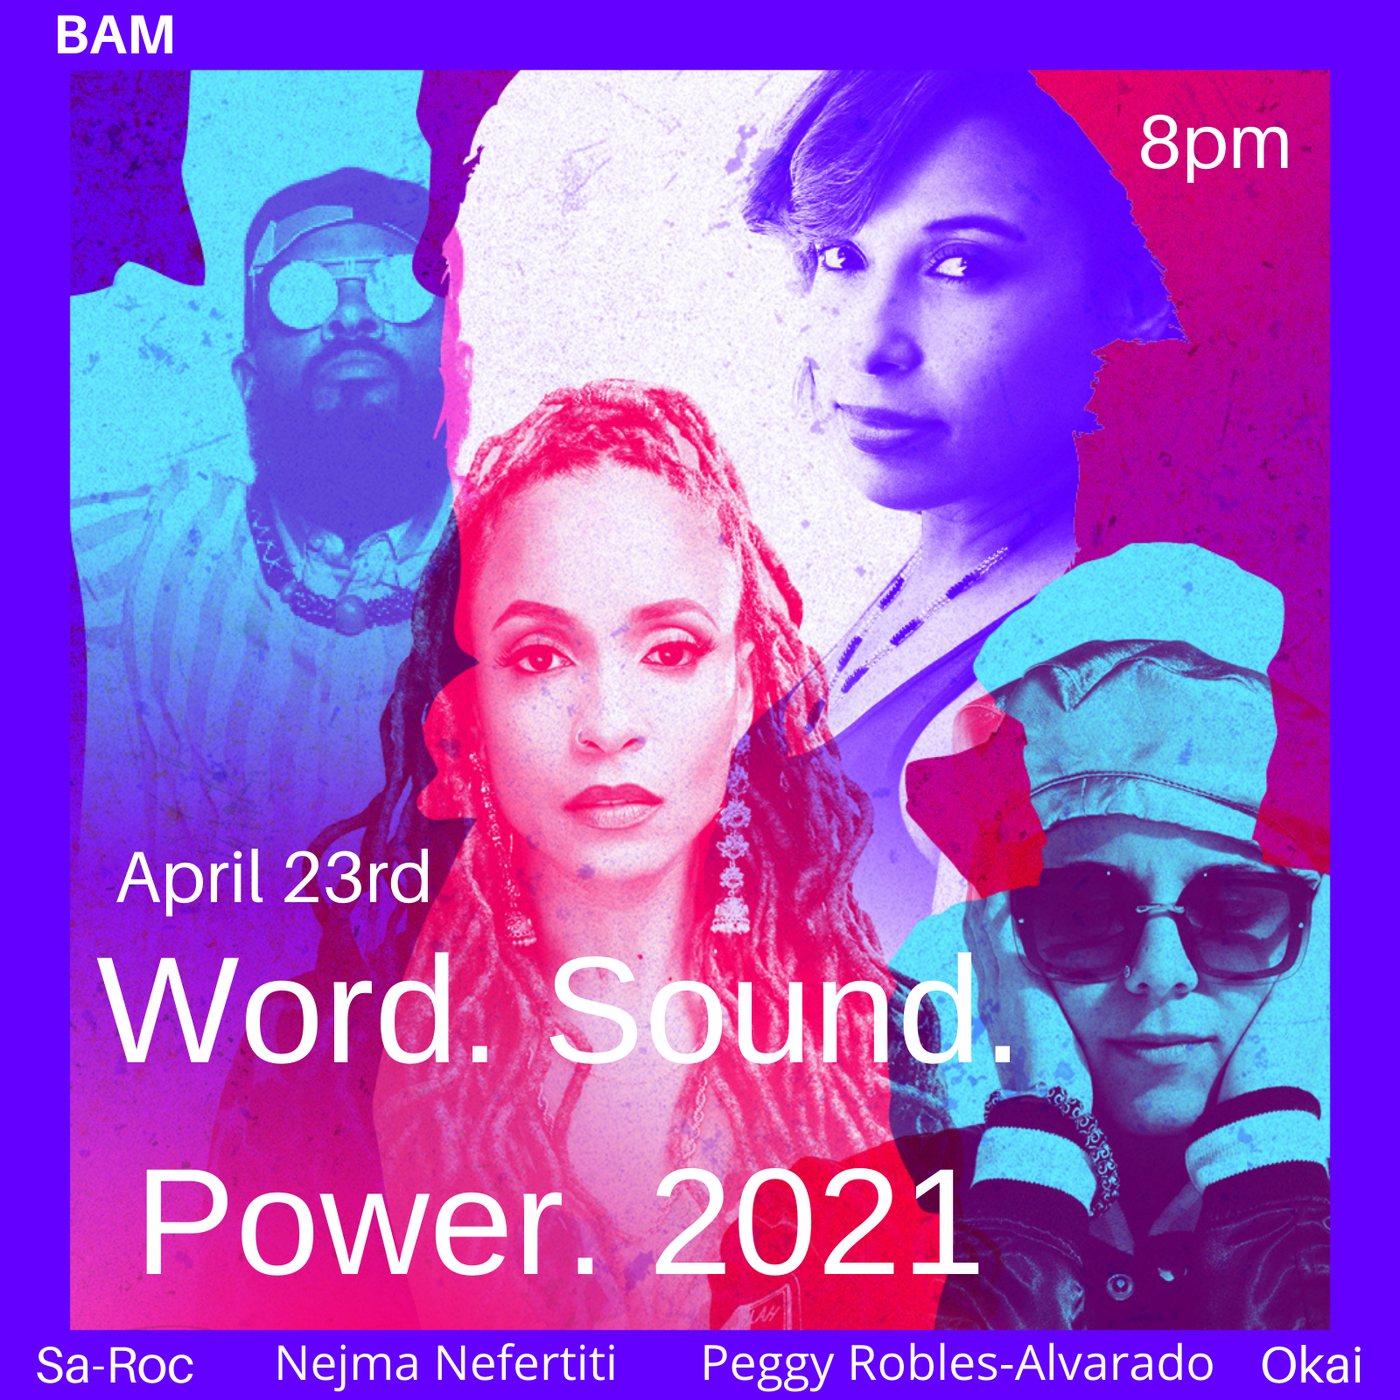 BAM
8pm
April 23rd
Word. Sound.
Power. 2021
Sa-Roc Nejma Nefertiti Peggy Robles-Alvarado Okai